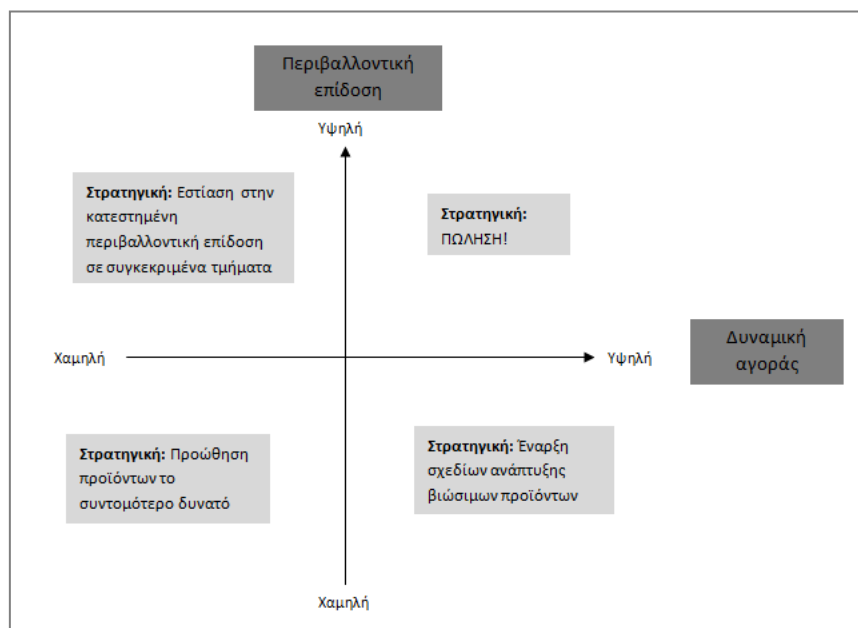 Περιβαλλοντική
επίδοση
Υψηλή
Στρατηγική: Εστίαση στην
κατεστημένη
περιβαλλοντική επίδοση
σε συγκεκριμένα τμήματα
Στρατηγική:
ΠΩΛΗΣΗ!
Χαμηλή
Υψηλή
Δυναμική
αγοράς
Στρατηγική: Προώθηση
προϊόντων το
συντομότερο δυνατό
Στρατηγική: Έναρξη
σχεδίων ανάπτυξης
βιώσιμων προϊόντων
Χαμηλή